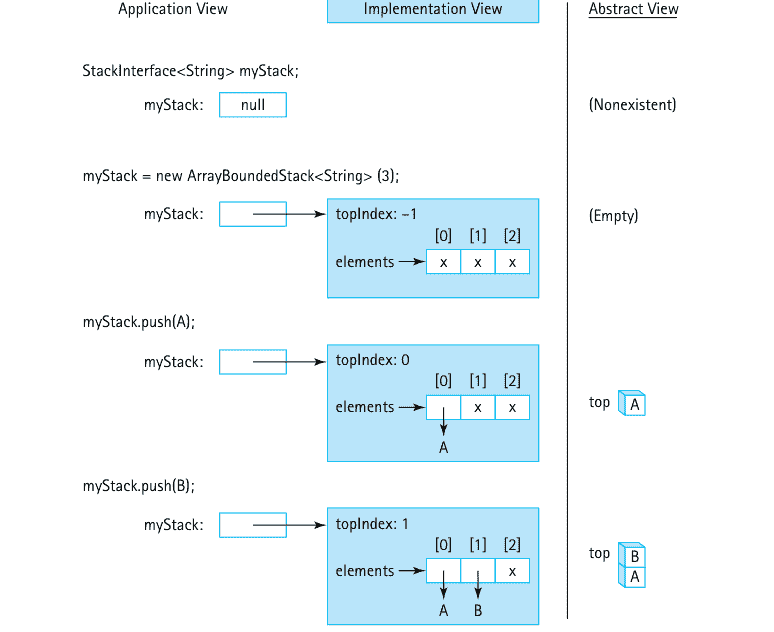 Application View Implementation View Abstract View
StackInterface<String> myStack;
myStack: null (Nonexistent)
myStack = new ArrayBoundedStack<String> (3);
myStack: topIndex: –1 (Empty)
[0] [1] [2]
elements x x x
myStack.push(A);
myStack: topIndex: 0
[0] [1] [2]
elements x x top A
A
myStack.push(B);
myStack: topIndex: 1
[0] [1] [2]
top B
elements x A
A B